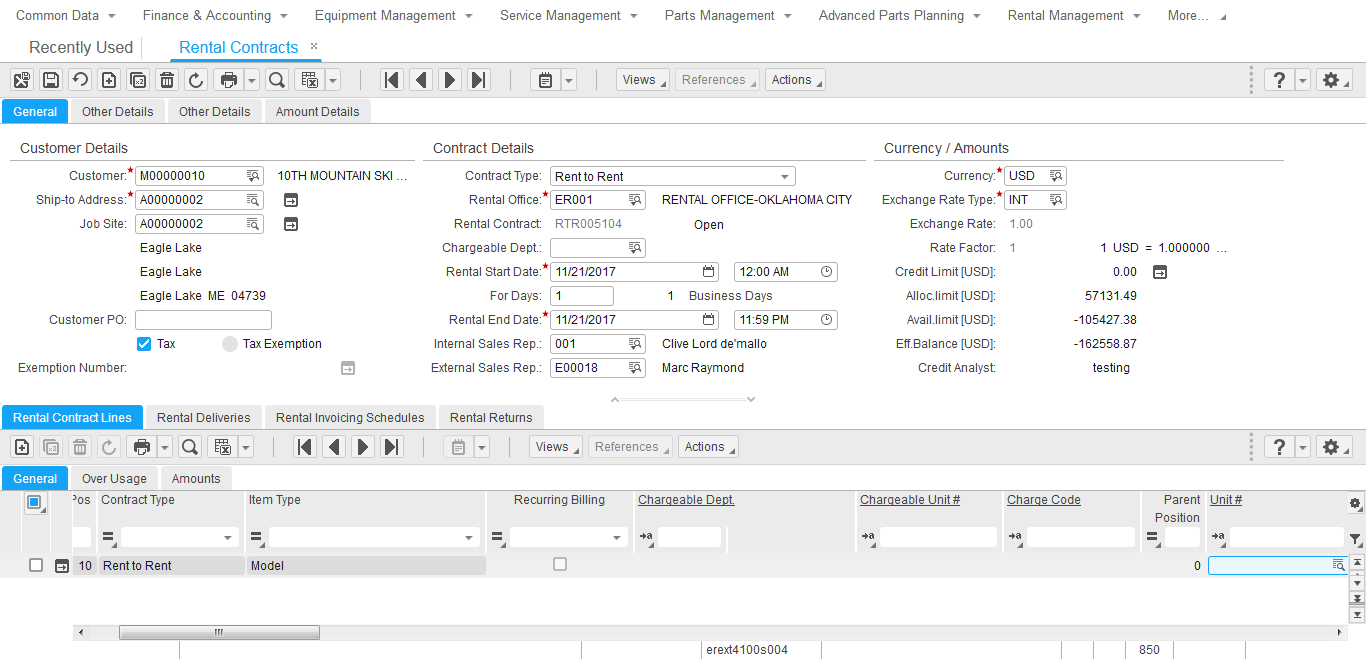 Common Data Finance & Accounting Equipment Management Service Management Parts Management Advanced Parts Planning Rental Management More...
Recently Used Rental Contracts ×
Views References Actions ?
General Other Details Other Details Amount Details
Customer Details Contract Details Currency / Amounts
Customer:* M00000010 10TH MOUNTAIN SKI ... Contract Type: Rent to Rent Currency:* USD
Ship-to Address:* A00000002 Rental Office:* ER001 RENTAL OFFICE-OKLAHOMA CITY Exchange Rate Type:* INT
Job Site: A00000002 Rental Contract: RTR005104 Open Exchange Rate: 1.00
Eagle Lake Chargeable Dept.: Rate Factor: 1 1 USD = 1.000000 ...
Eagle Lake Rental Start Date:* 11/21/2017 12:00 AM Credit Limit [USD]: 0.00
Eagle Lake ME 04739 For Days: 1 1 Business Days Alloc.limit [USD]: 57131.49
Customer PO: Rental End Date:* 11/21/2017 11:59 PM Avail.limit [USD]: -105427.38
Tax Tax Exemption Internal Sales Rep.: 001 Clive Lord de'mallo Eff.Balance [USD]: -162558.87
Exemption Number: External Sales Rep.: E00018 Marc Raymond Credit Analyst: testing
Rental Contract Lines Rental Deliveries Rental Invoicing Schedules Rental Returns
Views References Actions ?
General Over Usage Amounts
Pos Contract Type Item Type Recurring Billing Chargeable Dept. Chargeable Unit # Charge Code Parent Unit #
Position
10 Rent to Rent Model 0
erext4100s004 850